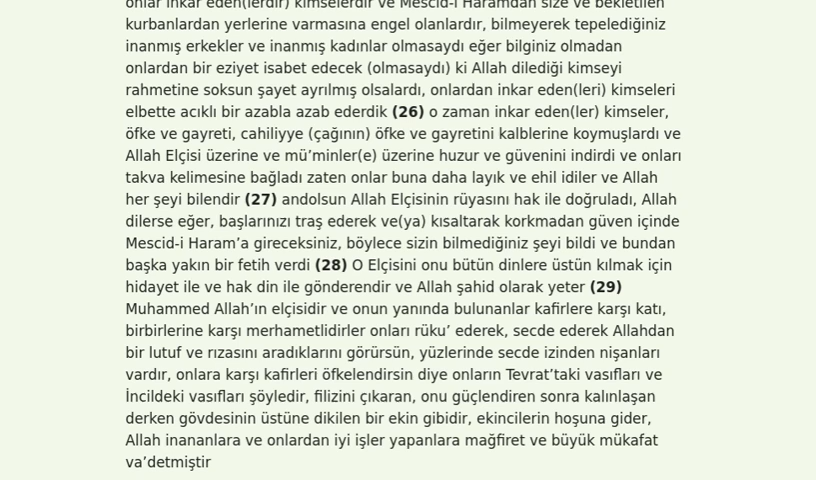 onlar inkar eden(lerdir) kimselerdir ve Mescid-i Haramdan size ve bekletilen
kurbanlardan yerlerine varmasına engel olanlardır, bilmeyerek tepelediğiniz
inanmış erkekler ve inanmış kadınlar olmasaydı eğer bilginiz olmadan
onlardan bir eziyet isabet edecek (olmasaydı) ki Allah dilediği kimseyi
rahmetine soksun şayet ayrılmış olsalardı, onlardan inkar eden(leri) kimseleri
elbette acıklı bir azabla azab ederdik (26) o zaman inkar eden(ler) kimseler,
öfke ve gayreti, cahiliyye (çağının) öfke ve gayretini kalblerine koymuşlardı ve
Allah Elçisi üzerine ve mü’minler(e) üzerine huzur ve güvenini indirdi ve onları
takva kelimesine bağladı zaten onlar buna daha layık ve ehil idiler ve Allah
her şeyi bilendir (27) andolsun Allah Elçisinin rüyasını hak ile doğruladı, Allah
dilerse eğer, başlarınızı traş ederek ve(ya) kısaltarak korkmadan güven içinde
Mescid-i Haram’a gireceksiniz, böylece sizin bilmediğiniz şeyi bildi ve bundan
başka yakın bir fetih verdi (28) O Elçisini onu bütün dinlere üstün kılmak için
hidayet ile ve hak din ile gönderendir ve Allah şahid olarak yeter (29)
Muhammed Allah’ın elçisidir ve onun yanında bulunanlar kafirlere karşı katı,
birbirlerine karşı merhametlidirler onları rüku’ ederek, secde ederek Allahdan
bir lutuf ve rızasını aradıklarını görürsün, yüzlerinde secde izinden nişanları
vardır, onlara karşı kafirleri öfkelendirsin diye onların Tevrat’taki vasıfları ve
İncildeki vasıfları şöyledir, filizini çıkaran, onu güçlendiren sonra kalınlaşan
derken gövdesinin üstüne dikilen bir ekin gibidir, ekincilerin hoşuna gider,
Allah inananlara ve onlardan iyi işler yapanlara mağfiret ve büyük mükafat
va’detmiştir